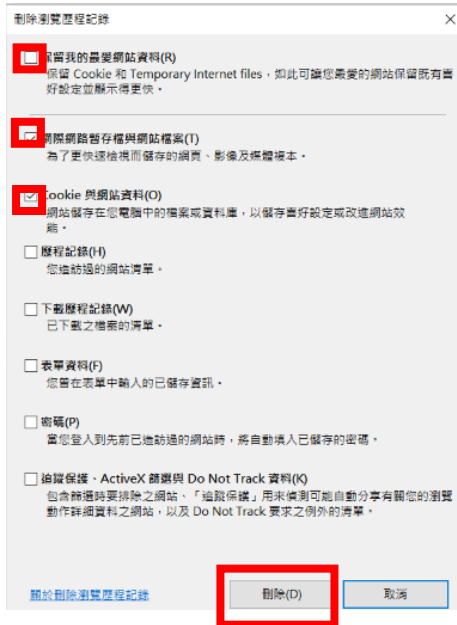 刪除瀏覽歷程記錄
保留我的最愛網站資料(R)
保留 Cookie 和 Temporary Internet files，如此可讓您最愛的網站保留既有喜
好設定並顯示得更快。
網際網路暫存檔與網站檔案(T)
為了更快速檢視而儲存的網頁、影像及媒體複本。
Cookie 與網站資料(O)
網站儲存在您電腦中的檔案或資料庫，以儲存喜好設定或改進網站效
能。
歷程記錄(H)
您造訪過的網站清單。
下載歷程記錄(W)
已下載之檔案的清單。
表單資料(F)
您曾在表單中輸入的已儲存資訊。
密碼(P)
當您登入到先前已造訪過的網站時，將自動填入已儲存的密碼。
追蹤保護、ActiveX 篩選與 Do Not Track 資料(K)
包含篩選時要排除之網站、「追蹤保護」用來偵測可能自動分享有關您的瀏覽
動作詳細資料之網站，以及 Do Not Track 要求之例外的清單。
關於刪除瀏覽歷程記錄
刪除(D)
取消